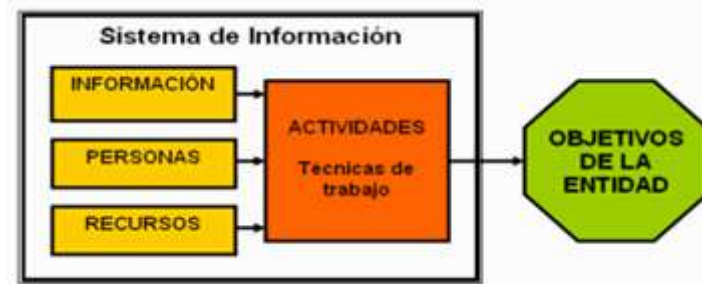 Sistema de Información
INFORMACIÓN
PERSONAS
RECURSOS
ACTIVIDADES
Tecnicas de
trabajo
OBJETIVOS
DE LA
ENTIDAD